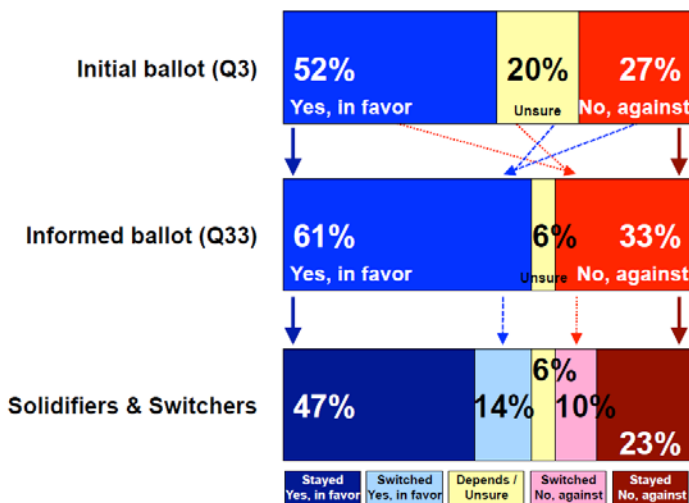 Initial ballot (Q3)
52% 20% 27%
Yes, in favor Unsure No, against
Informed ballot (Q33)
61% 6% 33%
Yes, in favor Unsure No, against
Solidifiers & Switchers
47% 14% 6% 10% 23%
Stayed Switched Depends / Switched Stayed
Yes, in favor Yes, in favor Unsure No, against No, against